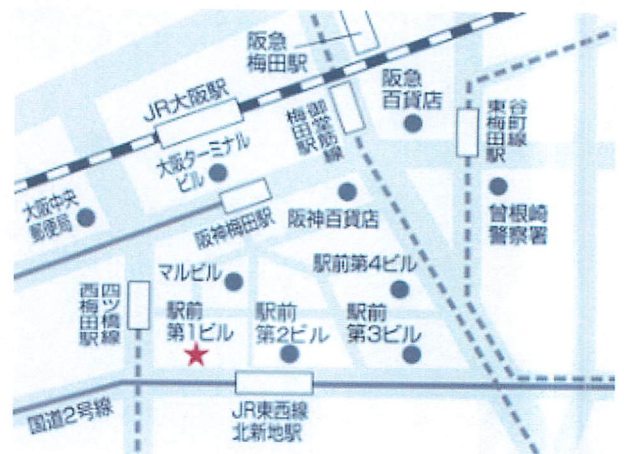 阪急
梅田駅
JR大阪駅
阪急
百貨店
御堂筋線
梅田駅
谷町線
東梅田駅
大阪ターミナル
ビル
大阪中央
郵便局
阪神梅田駅
阪神百貨店
曾根崎
警察署
マルビル
駅前第4ビル
四ツ橋線
西梅田駅
駅前
第1ビル
駅前
第2ビル
駅前
第3ビル
国道2号線
JR東西線
北新地駅